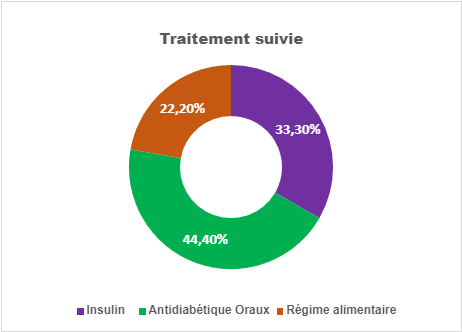 Traitement suivie
22,20%
33,30%
44,40%
Insulin Antidiabétique Oraux Régime alimentaire